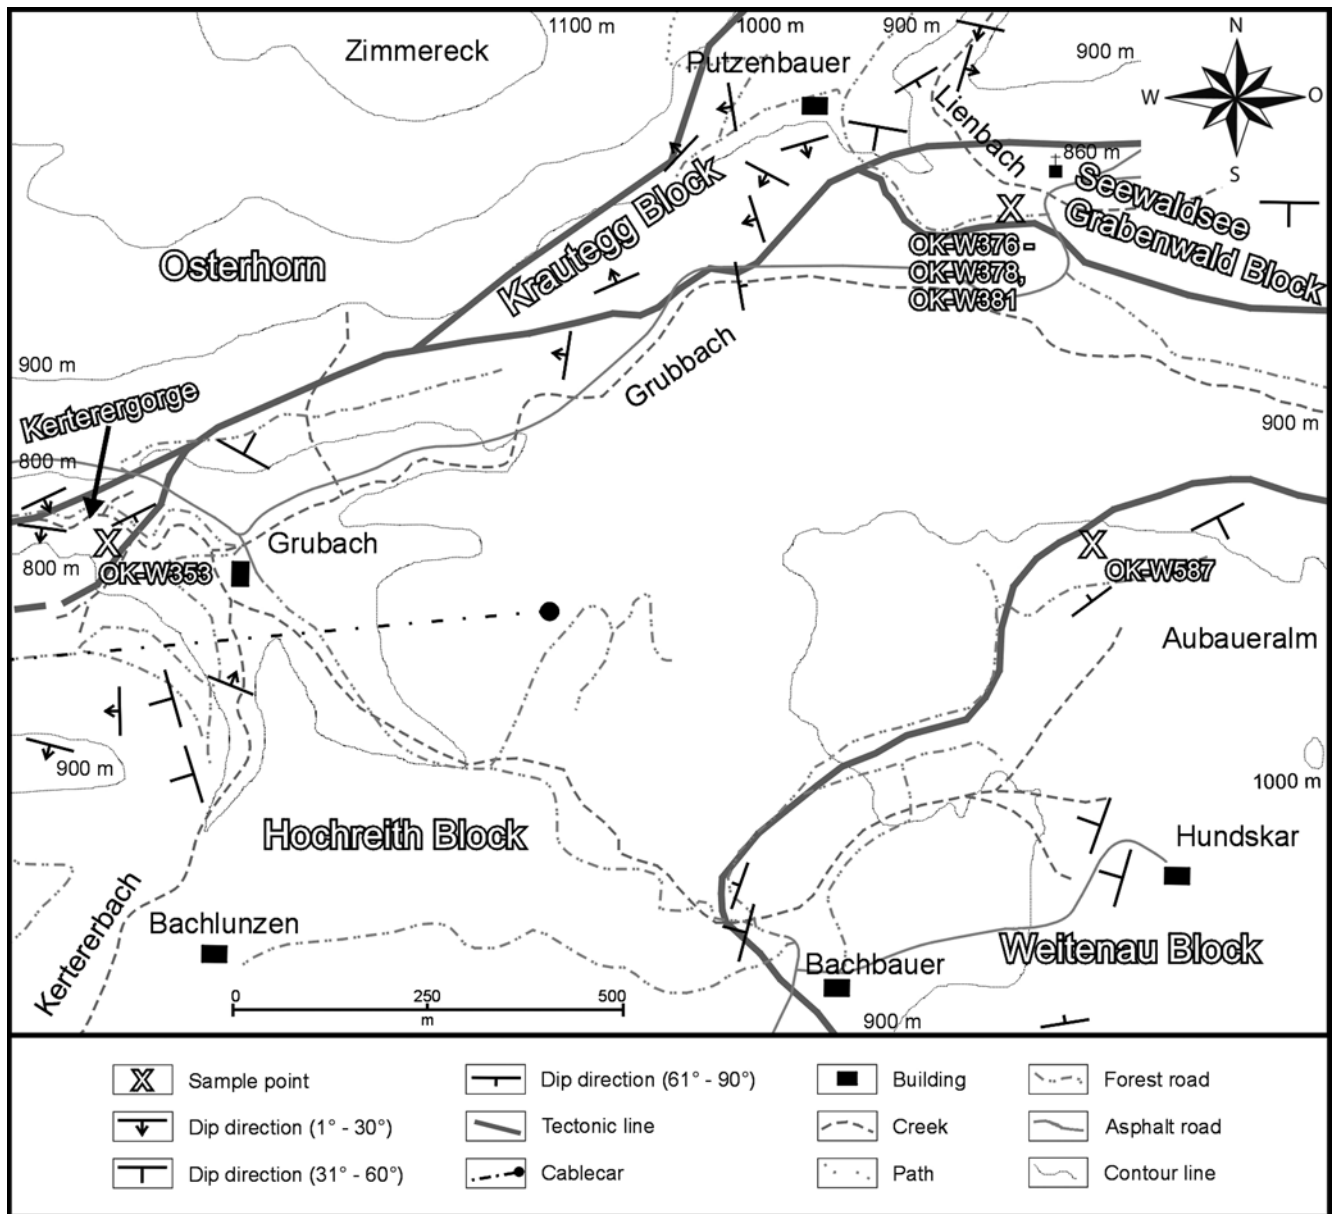 1100 m
1000 m
900 m
Zimmereck
Putzenbauer
900 m
N
W
O
S
Lienbach
860 m
Seewaldsee
Grabenwald Block
Krautegg Block
Osterhorn
OK-W376 -
OK-W378,
OK-W381
900 m
Grubbach
Kerterergorge
900 m
800 m
Grubach
800 m
OK-W353
OK-W587
Aubaueralm
900 m
1000 m
Hochreith Block
Hundskar
Kertererbach
Bachlunzen
Weitenau Block
Bachbauer
0
250
500
m
900 m
Sample point
Dip direction (61° - 90°)
Building
Forest road
Dip direction (1° - 30°)
Tectonic line
Creek
Asphalt road
Dip direction (31° - 60°)
Cablecar
Path
Contour line